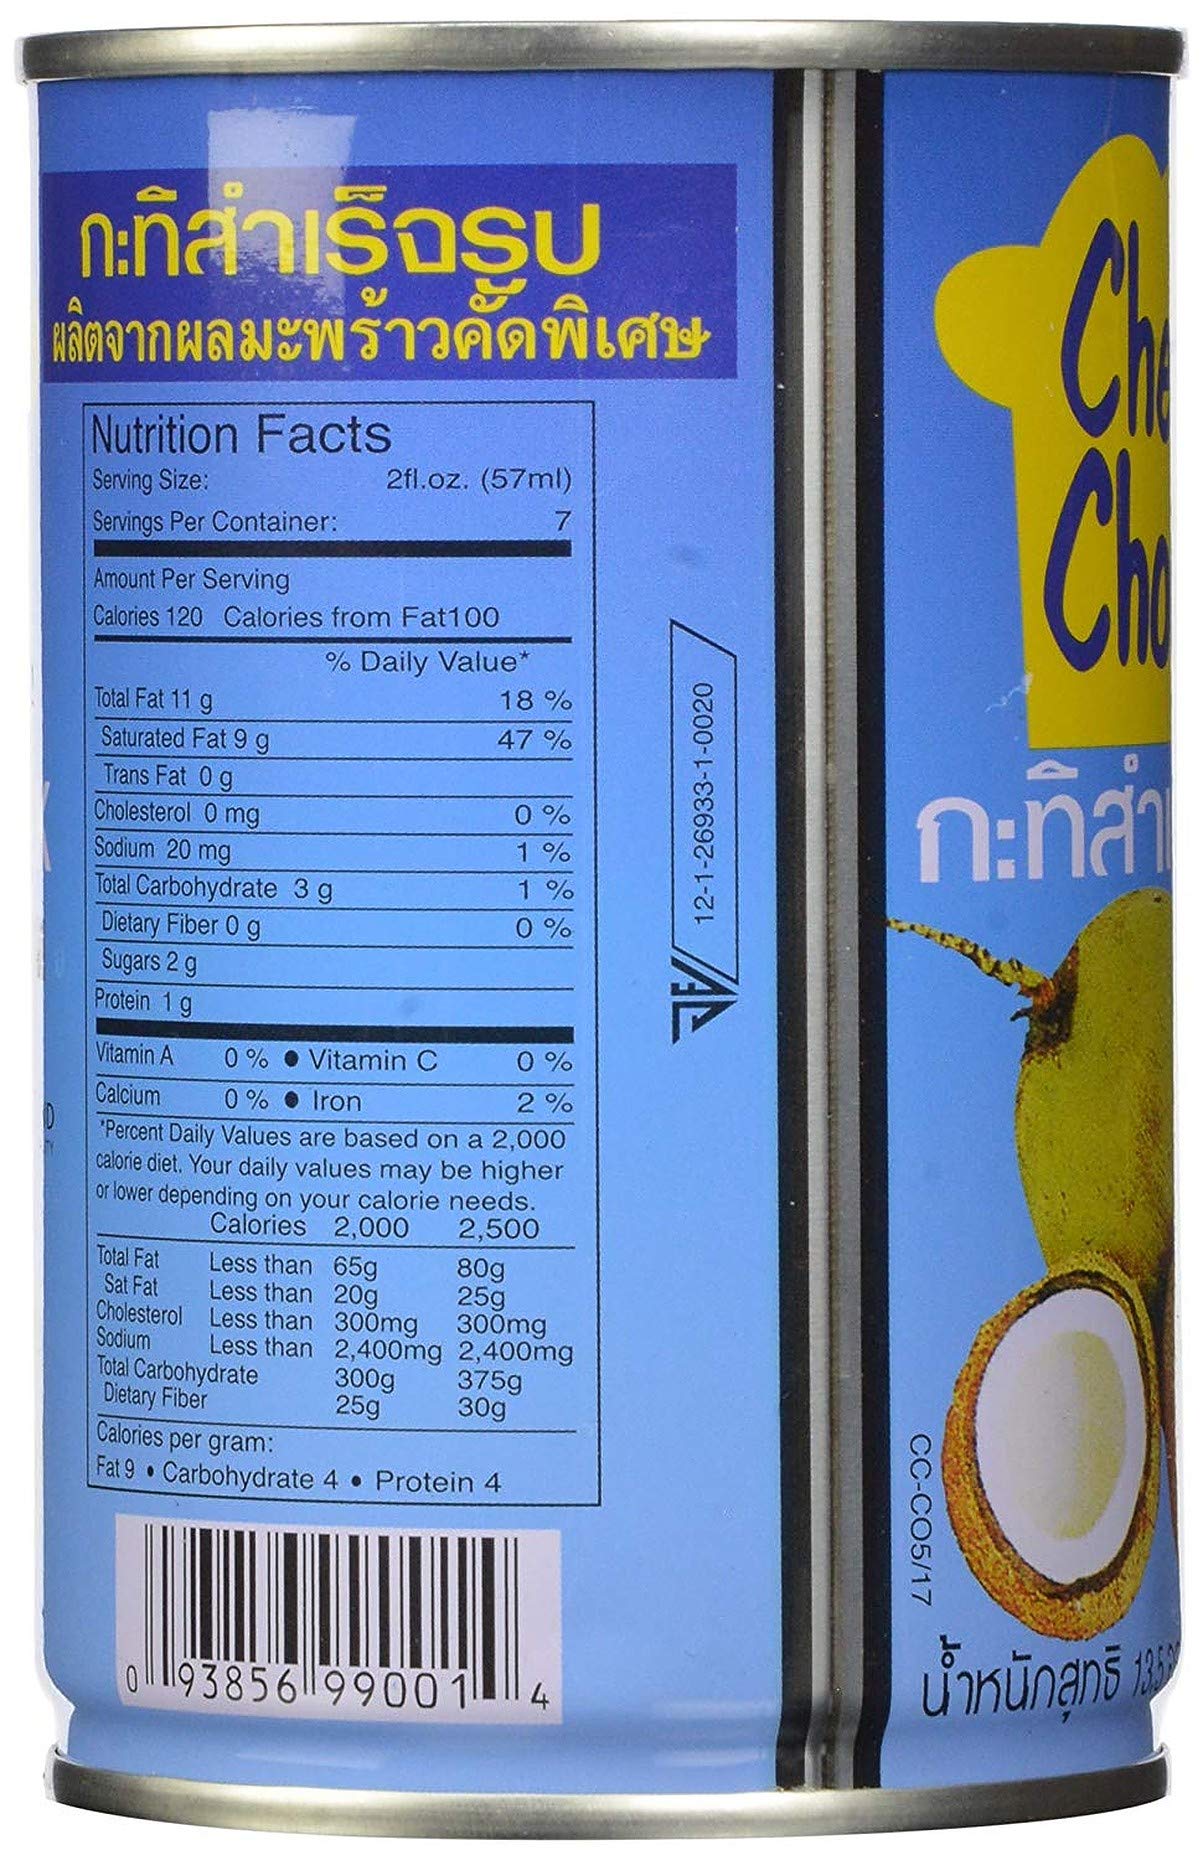 กะทิสำเร็จรูป
ผลิตจากผลมะพร้าวคัดพิเศษ
Nutrition Facts
Serving Size: 2fl.oz. (57ml)
Servings Per Container: 7
Amount Per Serving
Calories 120 Calories from Fat100
% Daily Value*
Total Fat 11 g 18 %
Saturated Fat 9 g 47 %
Trans Fat 0 g
Cholesterol 0 mg 0 %
Sodium 20 mg 1 %
Total Carbohydrate 3 g 1 %
Dietary Fiber 0 g 0 %
Sugars 2 g
Protein 1 g
Vitamin A 0 % • Vitamin C 0 %
Calcium 0 % • Iron 2 %
*Percent Daily Values are based on a 2,000
calorie diet. Your daily values may be higher
or lower depending on your calorie needs.
Calories 2,000 2,500
Total Fat Less than 65g 80g
Sat Fat Less than 20g 25g
Cholesterol Less than 300mg 300mg
Sodium Less than 2,400mg 2,400mg
Total Carbohydrate 300g 375g
Dietary Fiber 25g 30g
Calories per gram:
Fat 9 • Carbohydrate 4 • Protein 4
0 93856 99001 4
12-1-26933-1-0020
Che
Cho
กะทิสำ
CC-CO5/17
น้ำหนักสุทธิ 13.5